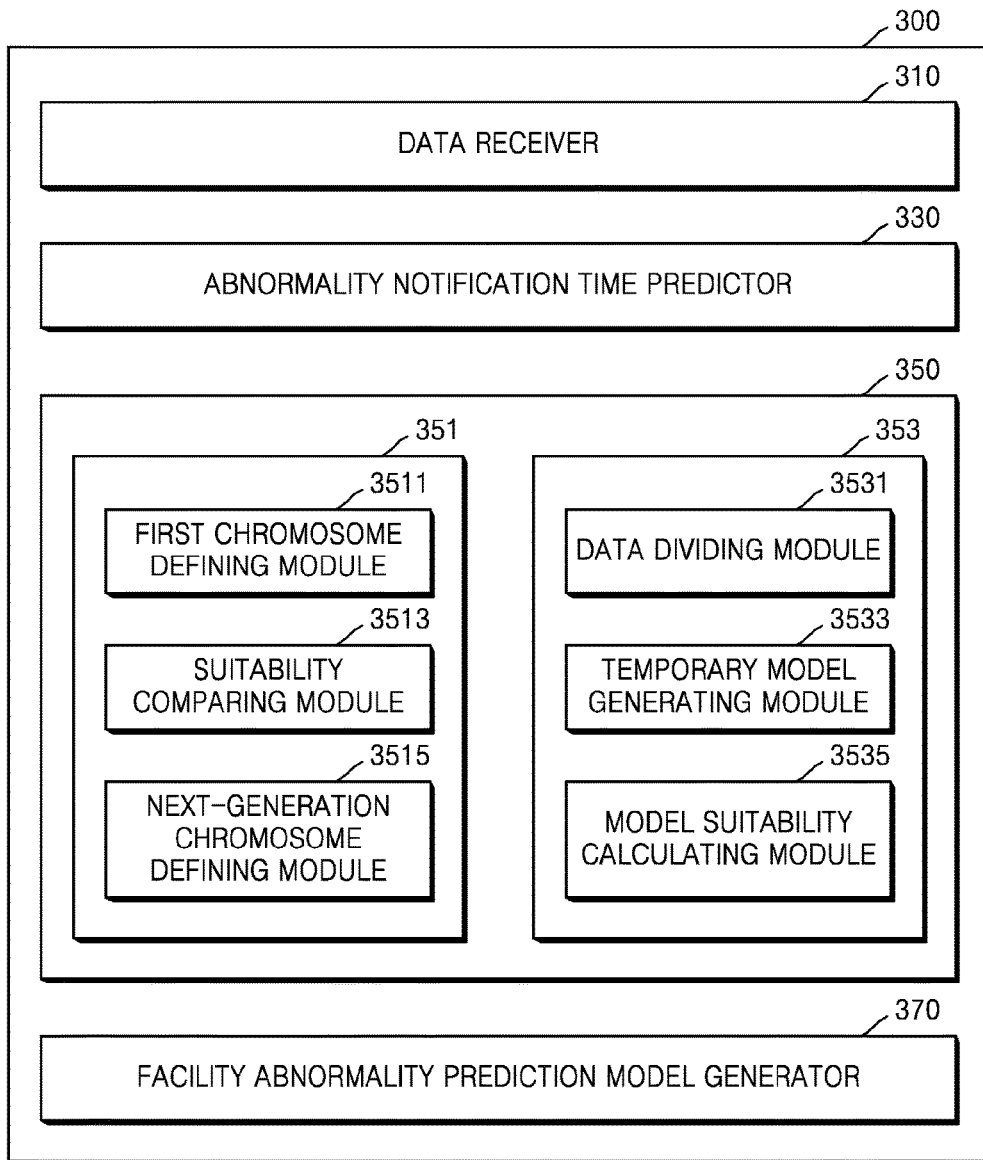 300
310
DATA RECEIVER
330
ABNORMALITY NOTIFICATION TIME PREDICTOR
350
351
3511
FIRST CHROMOSOME
DEFINING MODULE
3513
SUITABILITY
COMPARING MODULE
3515
NEXT-GENERATION
CHROMOSOME
DEFINING MODULE
353
3531
DATA DIVIDING MODULE
3533
TEMPORARY MODEL
GENERATING MODULE
3535
MODEL SUITABILITY
CALCULATING MODULE
370
FACILITY ABNORMALITY PREDICTION MODEL GENERATOR